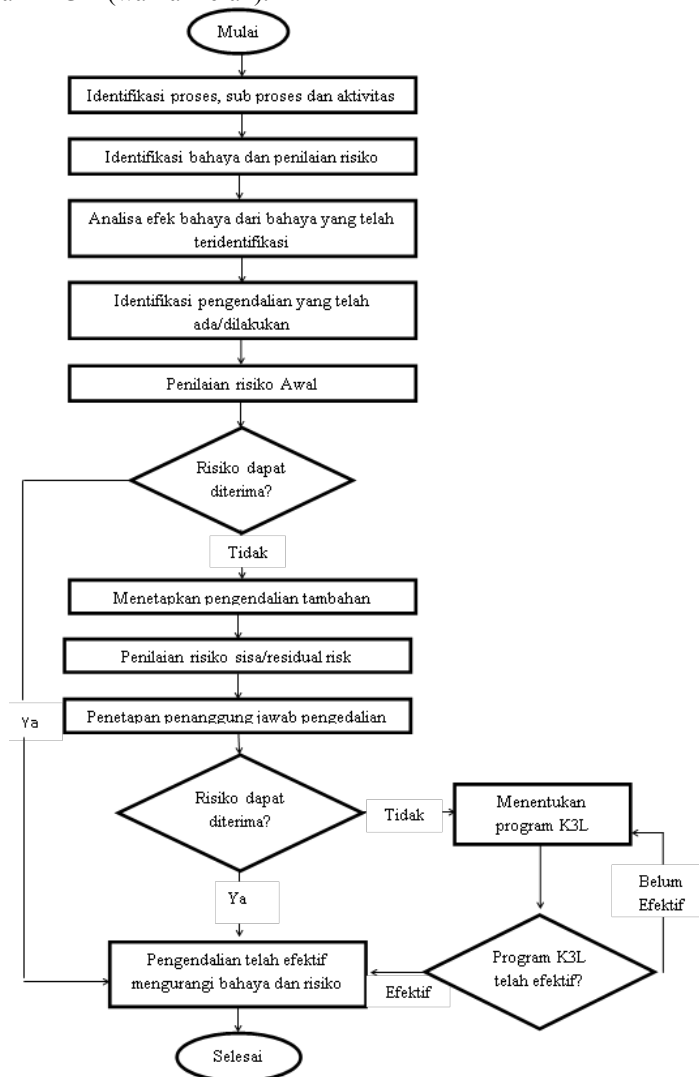 Mulai
Identifikasi proses, sub proses dan aktivitas
Identifikasi bahaya dan penilaian risiko
Analisa efek bahaya dari bahaya yang telah
teridentifikasi
Identifikasi pengendalian yang telah
ada/dilakukan
Penilaian risiko Awal
Risiko dapat
diterima?
Tidak
Menetapkan pengendalian tambahan
Penilaian risiko sisa/residual risk
Ya
Penetapan penanggung jawab pengedalian
Risiko dapat
diterima?
Tidak
Menentukan
program K3L
Belum
Efektif
Ya
Pengendalian telah efektif
mengurangi bahaya dan risiko
Efektif
Program K3L
telah efektif?
Selesai